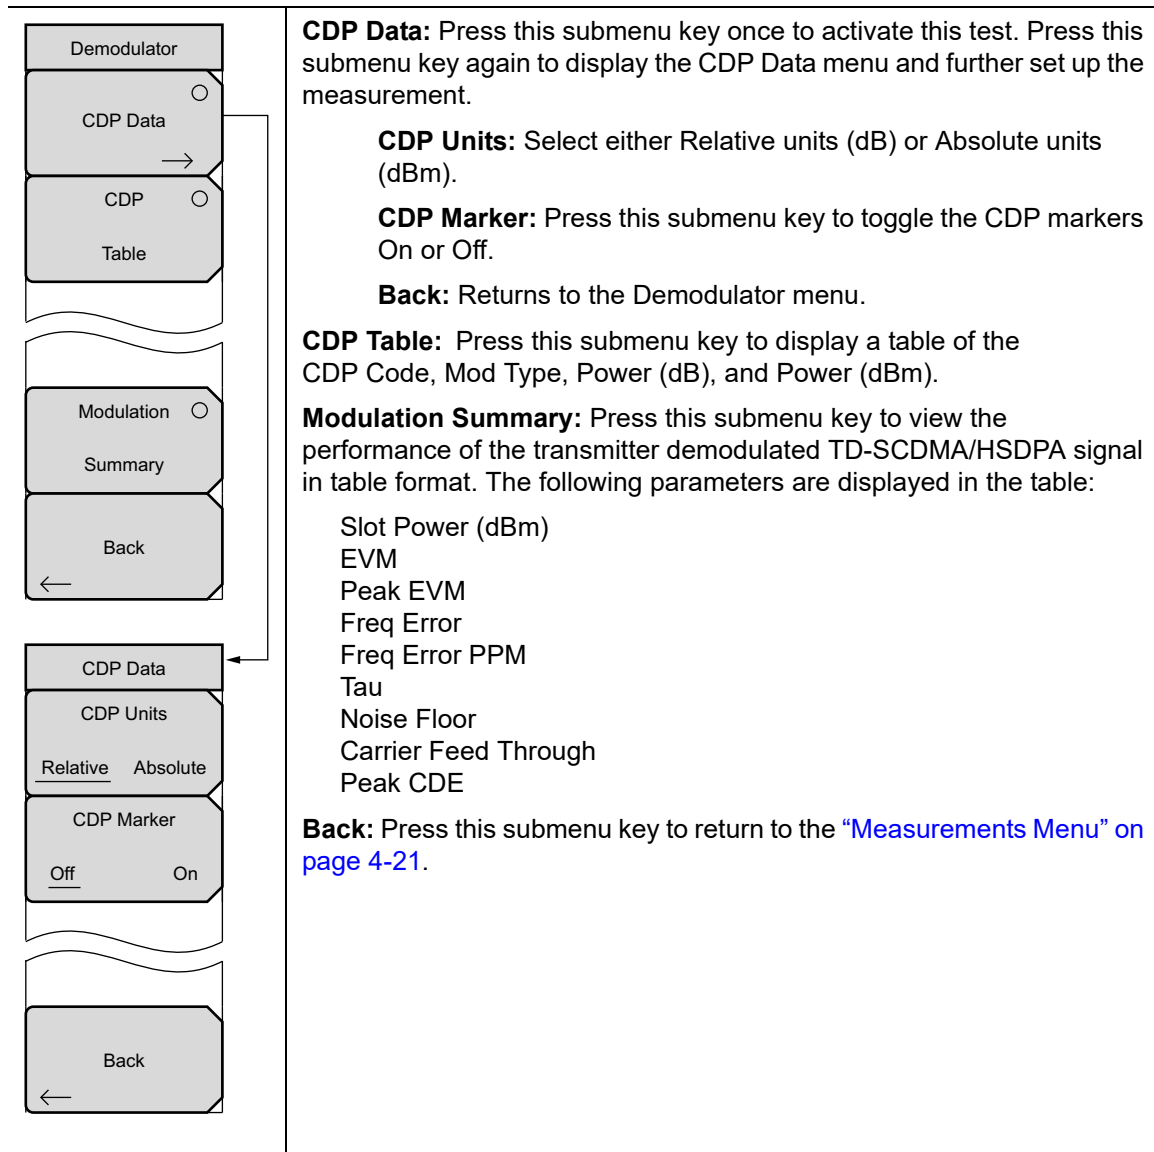 Demodulator
CDP Data
CDP
Table
Modulation
Summary
Back
CDP Data
CDP Units
Relative Absolute
CDP Marker
Off On
Back
CDP Data: Press this submenu key once to activate this test. Press this
submenu key again to display the CDP Data menu and further set up the
measurement.
CDP Units: Select either Relative units (dB) or Absolute units
(dBm).
CDP Marker: Press this submenu key to toggle the CDP markers
On or Off.
Back: Returns to the Demodulator menu.
CDP Table: Press this submenu key to display a table of the
CDP Code, Mod Type, Power (dB), and Power (dBm).
Modulation Summary: Press this submenu key to view the
performance of the transmitter demodulated TD-SCDMA/HSDPA signal
in table format. The following parameters are displayed in the table:
Slot Power (dBm)
EVM
Peak EVM
Freq Error
Freq Error PPM
Tau
Noise Floor
Carrier Feed Through
Peak CDE
Back: Press this submenu key to return to the “Measurements Menu” on
page 4-21.